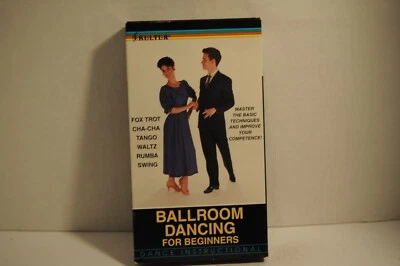 KULTUR
FOX TROT
CHA-CHA
TANGO
WALTZ
RUMBA
SWING
MASTER
THE BASIC
TECHNIQUES
AND IMPROVE
YOUR
COMPETENCE!
BALLROOM
DANCING
FOR BEGINNERS
DANCE INSTRUCTIONAL